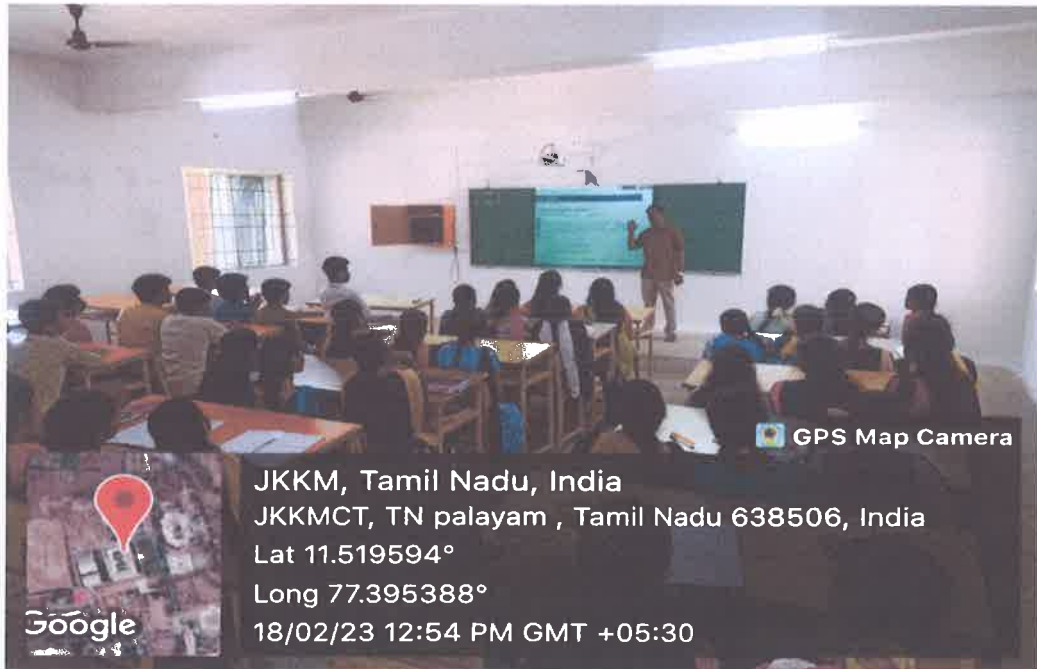 GPS Map Camera
JKKM, Tamil Nadu, India
JKKMCT, TN palayam , Tamil Nadu 638506, India
Lat 11.519594°
Long 77.395388°
18/02/23 12:54 PM GMT +05:30
Google